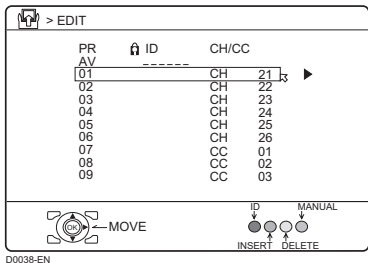 > EDIT
PR ID CH/CC
AV ______
01 CH 21
02 CH 22
03 CH 23
04 CH 24
05 CH 25
06 CH 26
07 CC 01
08 CC 02
09 CC 03
ID MANUAL
OK MOVE
INSERT DELETE
D0038-EN